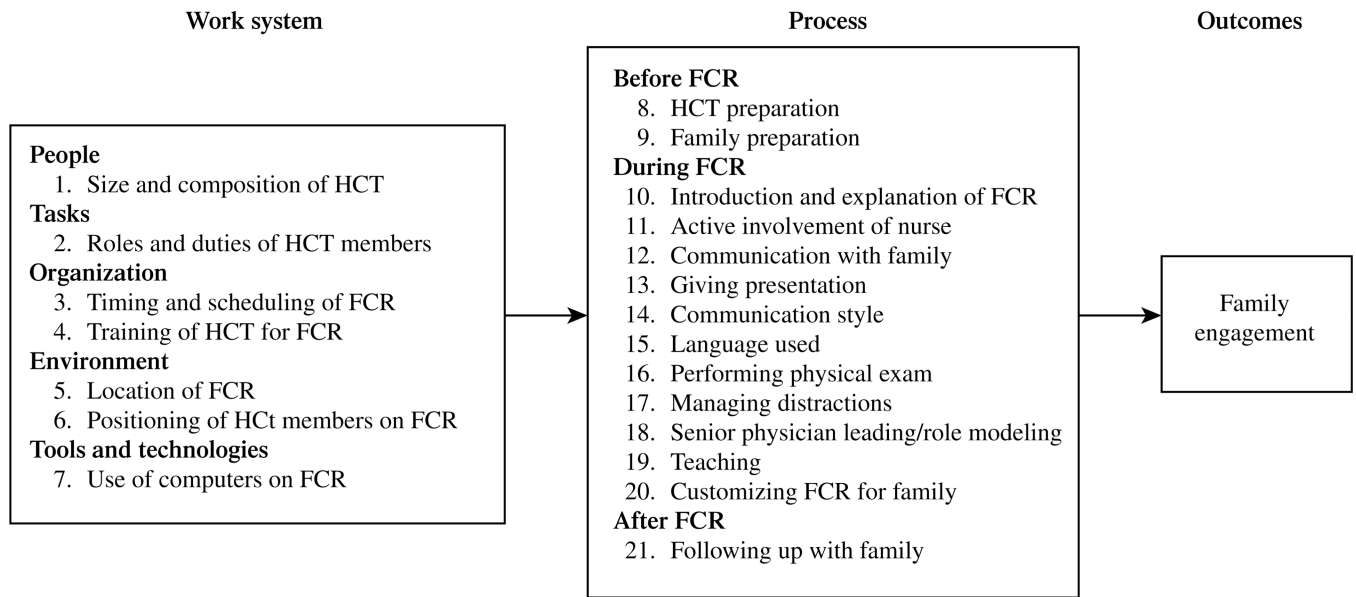 Work system
People
1. Size and composition of HCT
Tasks
2. Roles and duties of HCT members
Organization
3. Timing and scheduling of FCR
4. Training of HCT for FCR
Environment
5. Location of FCR
6. Positioning of HCt members on FCR
Tools and technologies
7. Use of computers on FCR
Process
Before FCR
8. HCT preparation
9. Family preparation
During FCR
10. Introduction and explanation of FCR
11. Active involvement of nurse
12. Communication with family
13. Giving presentation
14. Communication style
15. Language used
16. Performing physical exam
17. Managing distractions
18. Senior physician leading/role modeling
19. Teaching
20. Customizing FCR for family
After FCR
21. Following up with family
Outcomes
Family
engagement